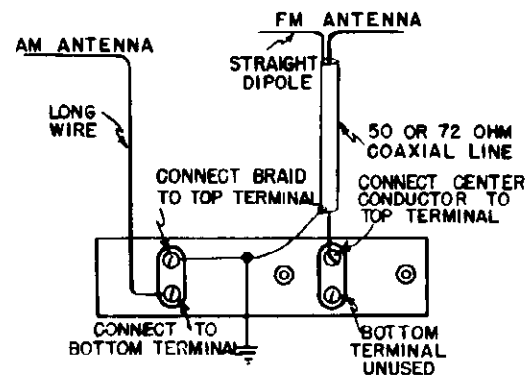 FM ANTENNA
AM ANTENNA
STRAIGHT
DIPOLE
LONG
WIRE
50 OR 72 OHM
COAXIAL LINE
CONNECT BRAID
TO TOP TERMINAL
CONNECT CENTER
CONDUCTOR TO
TOP TERMINAL
CONNECT TO
BOTTOM TERMINAL
BOTTOM
TERMINAL
UNUSED